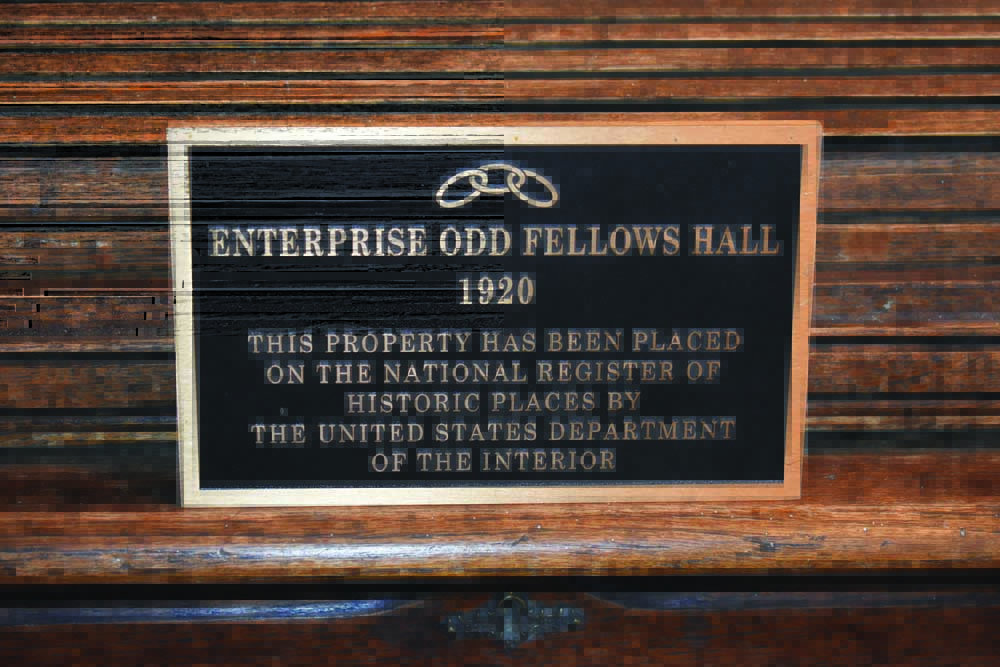 ENTERPRISE ODD FELLOWS HALL
1920
THIS PROPERTY HAS BEEN PLACED
ON THE NATIONAL REGISTER OF
HISTORIC PLACES BY
THE UNITED STATES DEPARTMENT
OF THE INTERIOR